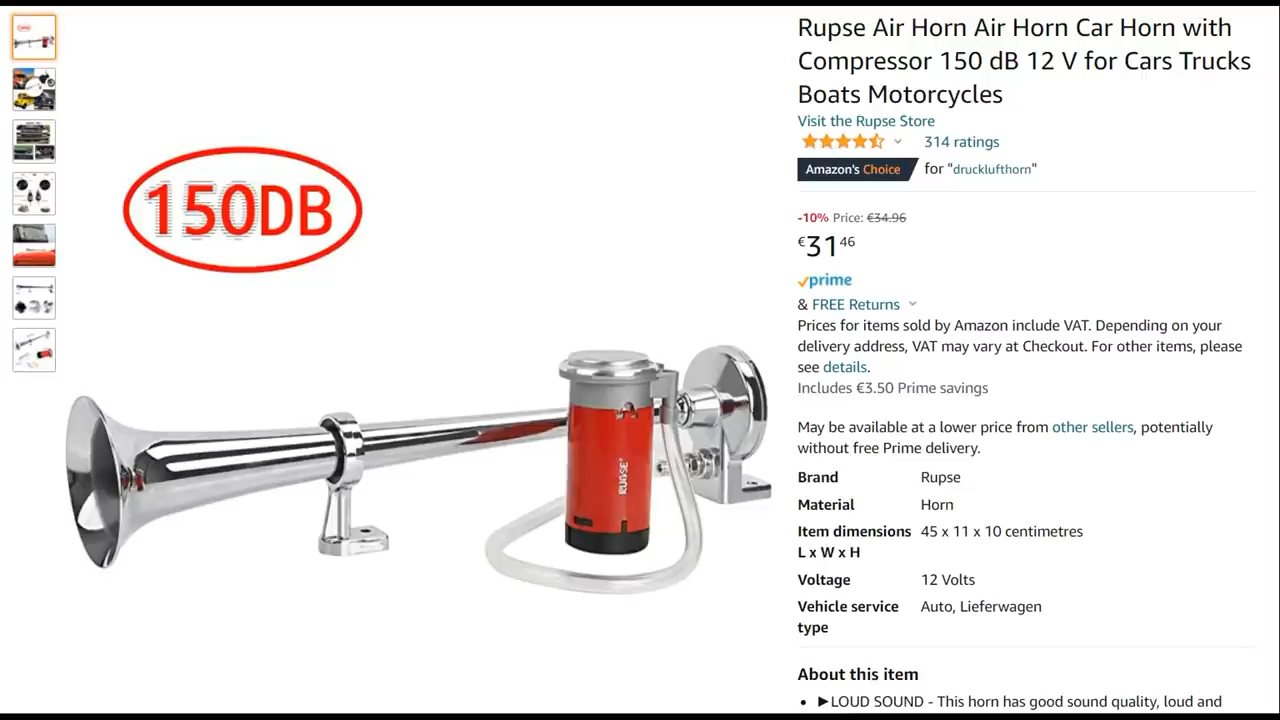 150DB
RUPSE
Rupse Air Horn Air Horn Car Horn with
Compressor 150 dB 12 V for Cars Trucks
Boats Motorcycles
Visit the Rupse Store
314 ratings
Amazon's Choice for "drucklufthorn"
-10% Price: €34.96
€31 46
prime
& FREE Returns
Prices for items sold by Amazon include VAT. Depending on your
delivery address, VAT may vary at Checkout. For other items, please
see details.
Includes €3.50 Prime savings
May be available at a lower price from other sellers, potentially
without free Prime delivery.
Brand Rupse
Material Horn
Item dimensions 45 x 11 x 10 centimetres
L x W x H
Voltage 12 Volts
Vehicle service Auto, Lieferwagen
type
About this item
• ►LOUD SOUND - This horn has good sound quality, loud and